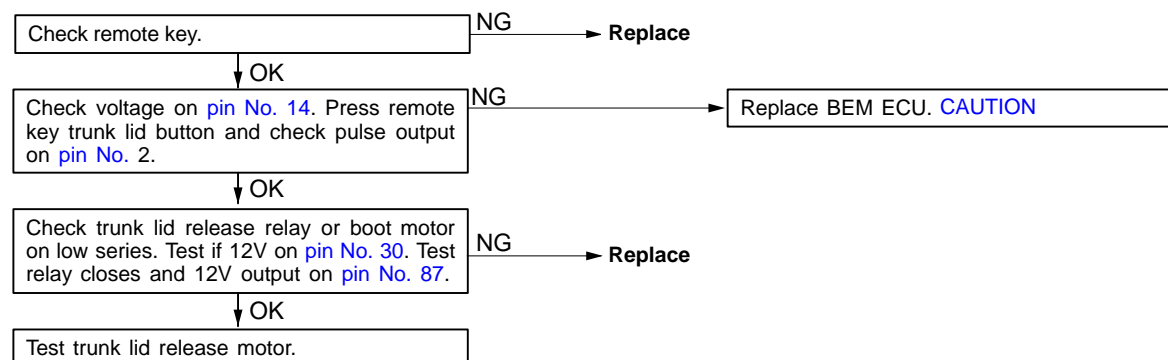 Check remote key.
NG
Replace
OK
Check voltage on pin No. 14. Press remote
key trunk lid button and check pulse output
on pin No. 2.
NG
Replace BEM ECU. CAUTION
OK
Check trunk lid release relay or boot motor
on low series. Test if 12V on pin No. 30. Test
relay closes and 12V output on pin No. 87.
NG
Replace
OK
Test trunk lid release motor.